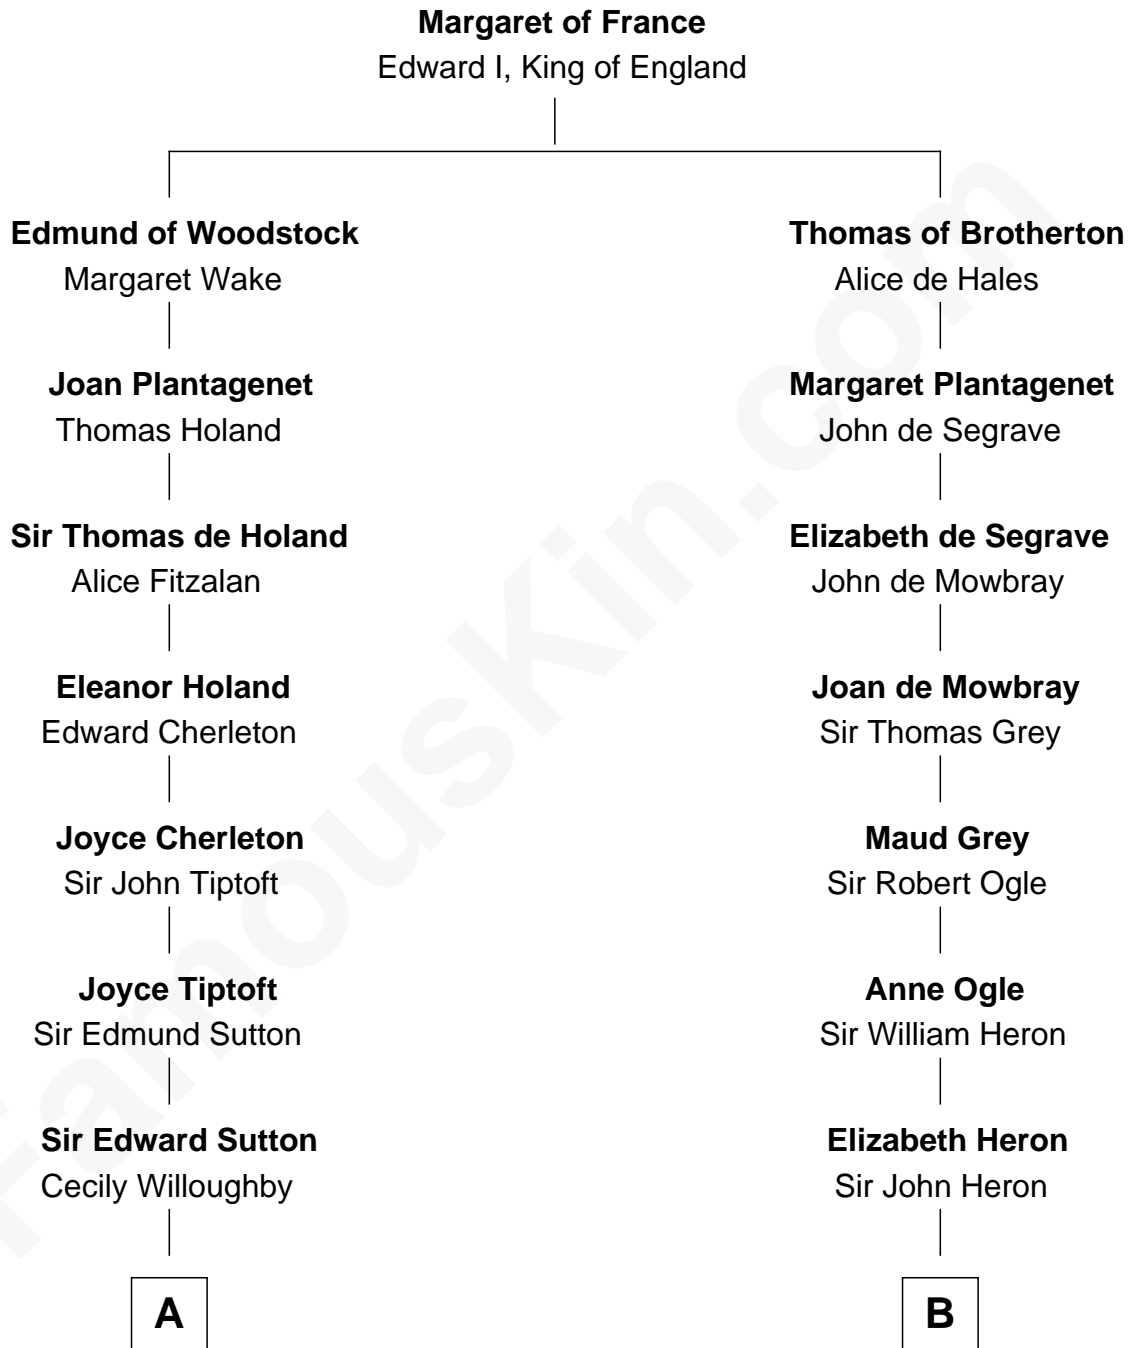 Margaret of France
Edward I, King of England
Edmund of Woodstock
Margaret Wake
Joan Plantagenet
Thomas Holand
Sir Thomas de Holand
Alice Fitzalan
Eleanor Holand
Edward Cherleton
Joyce Cherleton
Sir John Tiptoft
Joyce Tiptoft
Sir Edmund Sutton
Sir Edward Sutton
Cecily Willoughby
A
Thomas of Brotherton
Alice de Hales
Margaret Plantagenet
John de Segrave
Elizabeth de Segrave
John de Mowbray
Joan de Mowbray
Sir Thomas Grey
Maud Grey
Sir Robert Ogle
Anne Ogle
Sir William Heron
Elizabeth Heron
Sir John Heron
B
FamousKin.com